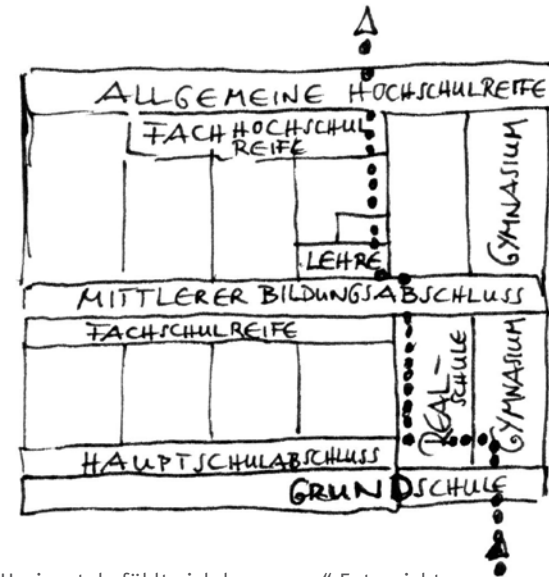 ALLGEMEINE HOCHSCHULREIFE
FACHHOCHSCHUL
REIFE
GYMNASIUM
LEHRE
MITTLERER BILDUNGSABSCHLUSS
FACHSCHULREIFE
REAL-
SCHULE
GYMNASIUM
HAUPTSCHULABSCHLUSS
GRUNDSCHULE